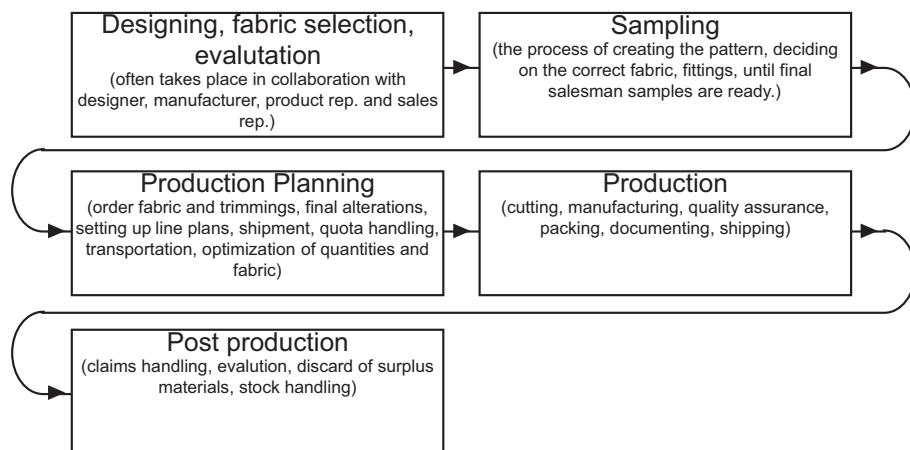 Designing, fabric selection,
evalutation
(often takes place in collaboration with
designer, manufacturer, product rep. and sales
rep.)
Sampling
(the process of creating the pattern, deciding
on the correct fabric, fittings, until final
salesman samples are ready.)
Production Planning
(order fabric and trimmings, final alterations,
setting up line plans, shipment, quota handling,
transportation, optimization of quantities and
fabric)
Production
(cutting, manufacturing, quality assurance,
packing, documenting, shipping)
Post production
(claims handling, evalution, discard of surplus
materials, stock handling)